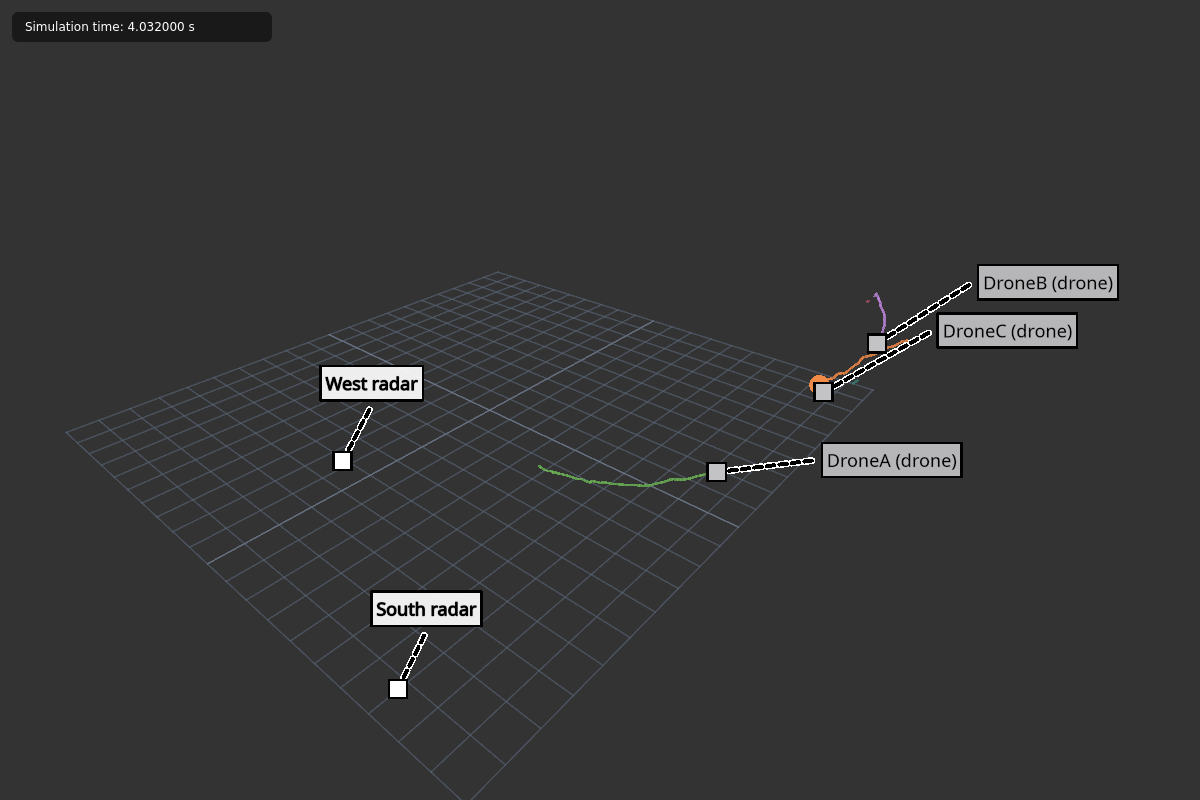 Simulation time: 4.032000 s
DroneB (drone)
DroneC (drone)
West radar
DroneA (drone)
South radar